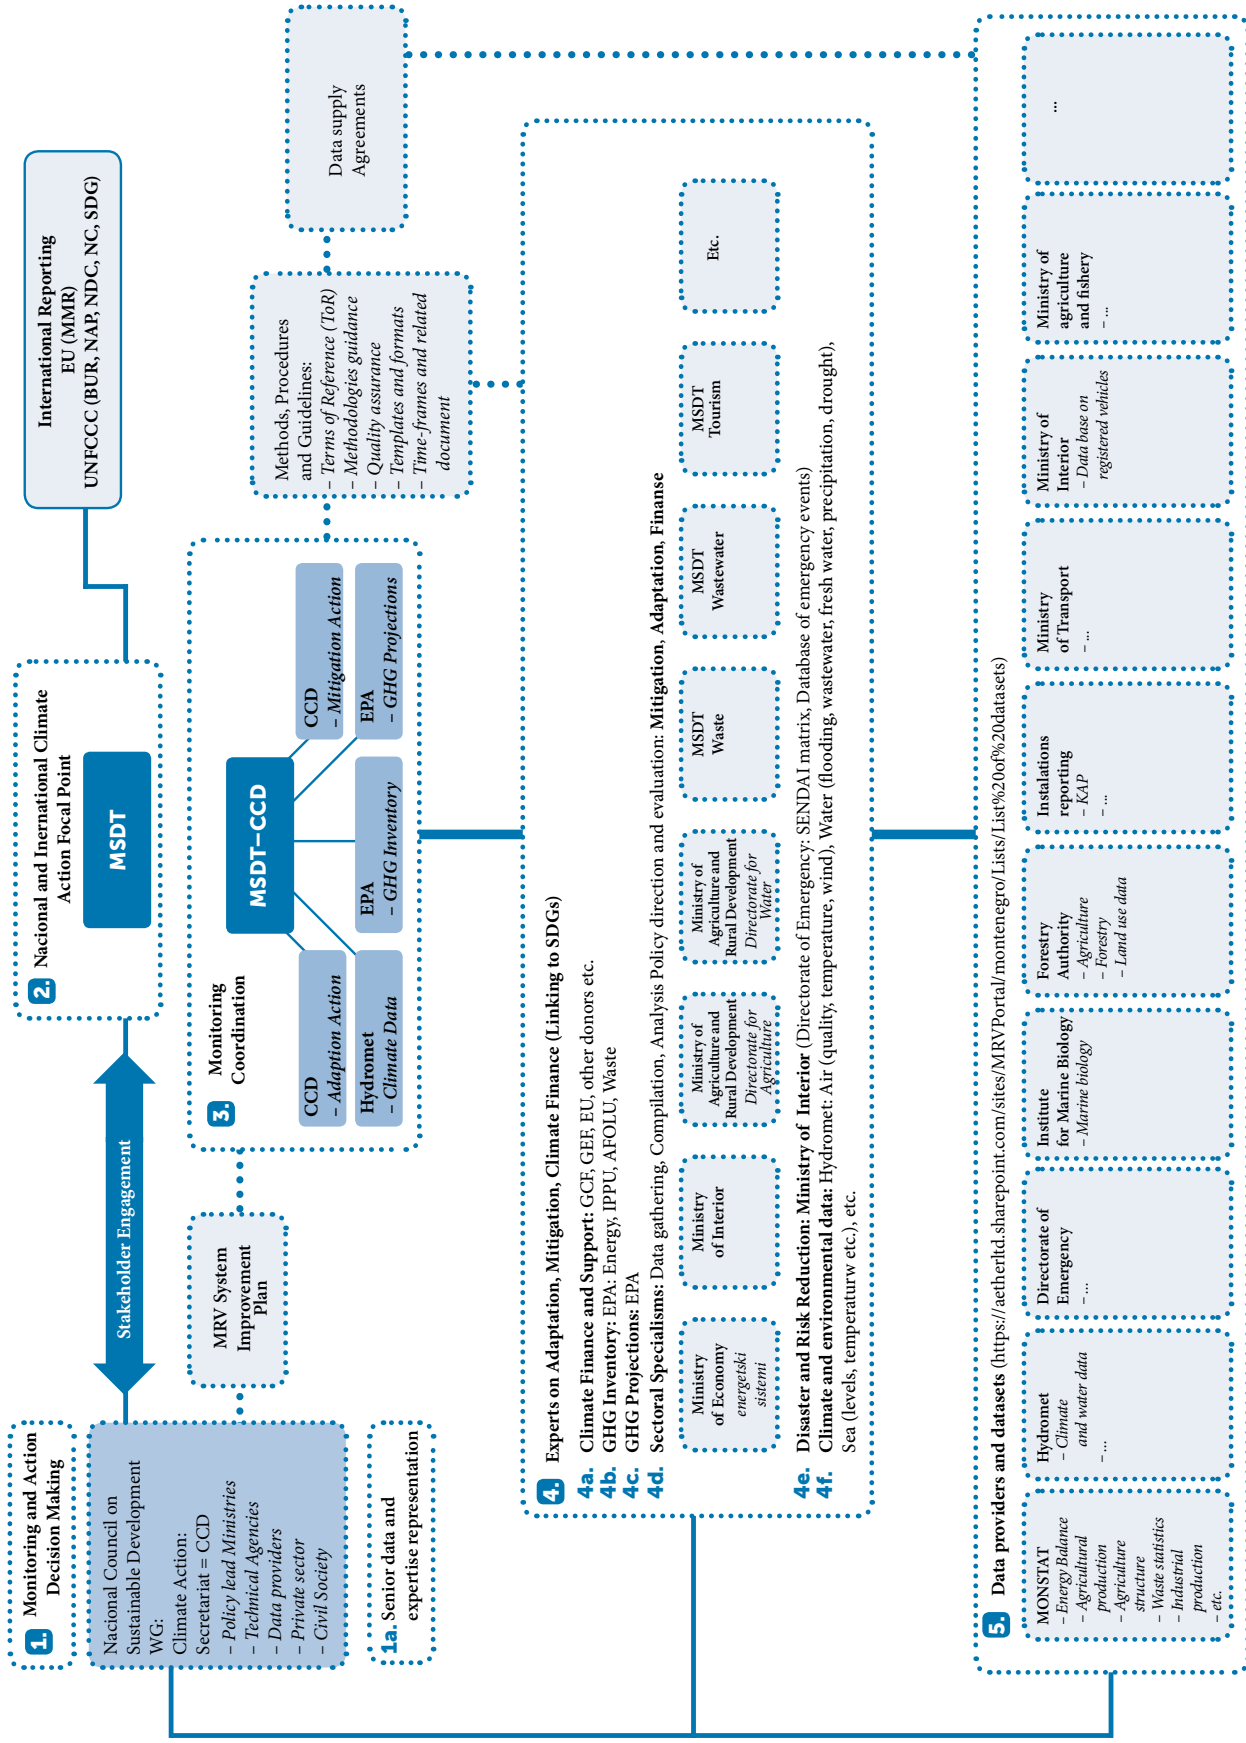 1. Monitoring and Action
Decision Making
Nacional Council on
Sustainable Development
WG:
Climate Action:
Secretariat = CCD
– Policy lead Ministries
– Technical Agencies
– Data providers
– Private sector
– Civil Society
1a. Senior data and
expertise representation
Stakeholder Engagement
2. Nacional and Inernational Climate
Action Focal Point
MSDT
International Reporting
EU (MMR)
UNFCCC (BUR, NAP, NDC, NC, SDG)
MRV System
Improvement
Plan
3. Monitoring
Coordination
MSDT–CCD
CCD
– Adaption Action
Hydromet
– Climate Data
EPA
– GHG Inventory
CCD
– Mitigation Action
EPA
– GHG Projections
Methods, Procedures
and Guidelines:
– Terms of Reference (ToR)
– Methodologies guidance
– Quality assurance
– Templates and formats
– Time-frames and related
document
Data supply
Agreements
4. Experts on Adaptation, Mitigation, Climate Finance (Linking to SDGs)
4a. Climate Finance and Support: GCF, GEF, EU, other donors etc.
4b. GHG Inventory: EPA: Energy, IPPU, AFOLU, Waste
4c. GHG Projections: EPA
4d. Sectoral Specialisms: Data gathering, Compilation, Analysis Policy direction and evaluation: Mitigation, Adaptation, Finanse
Ministry
of Economy
energetski
sistemi
Ministry
of Interior
Ministry of
Agriculture and
Rural Development
Directorate for
Agriculture
Ministry of
Agriculture and
Rural Development
Directorate for
Water
MSDT
Waste
MSDT
Wastewater
MSDT
Tourism
Etc.
4e. Disaster and Risk Reduction: Ministry of Interior (Directorate of Emergency: SENDAI matrix, Database of emergency events)
4f. Climate and environmental data: Hydromet: Air (quality, temperature, wind), Water (flooding, wastewater, fresh water, precipitation, drought),
Sea (levels, temperaturw etc.), etc.
5. Data providers and datasets (https://aetherltd.sharepoint.com/sites/MRVPortal/montenegro/Lists/List%20of%20datasets)
MONSTAT
– Energy Balance
– Agricultural
production
– Agriculture
structure
– Waste statistics
– Industrial
production
– etc.
Hydromet
– Climate
and water data
– ...
Directorate of
Emergency
– ...
Institute
for Marine Biology
– Marine biology
Forestry
Authority
– Agriculture
– Forestry
– Land use data
Instalations
reporting
– KAP
– ...
Ministry
of Transport
– ...
Ministry of
Interior
– Data base on
registered vehicles
Ministry of
agriculture
and fishery
– ...
...